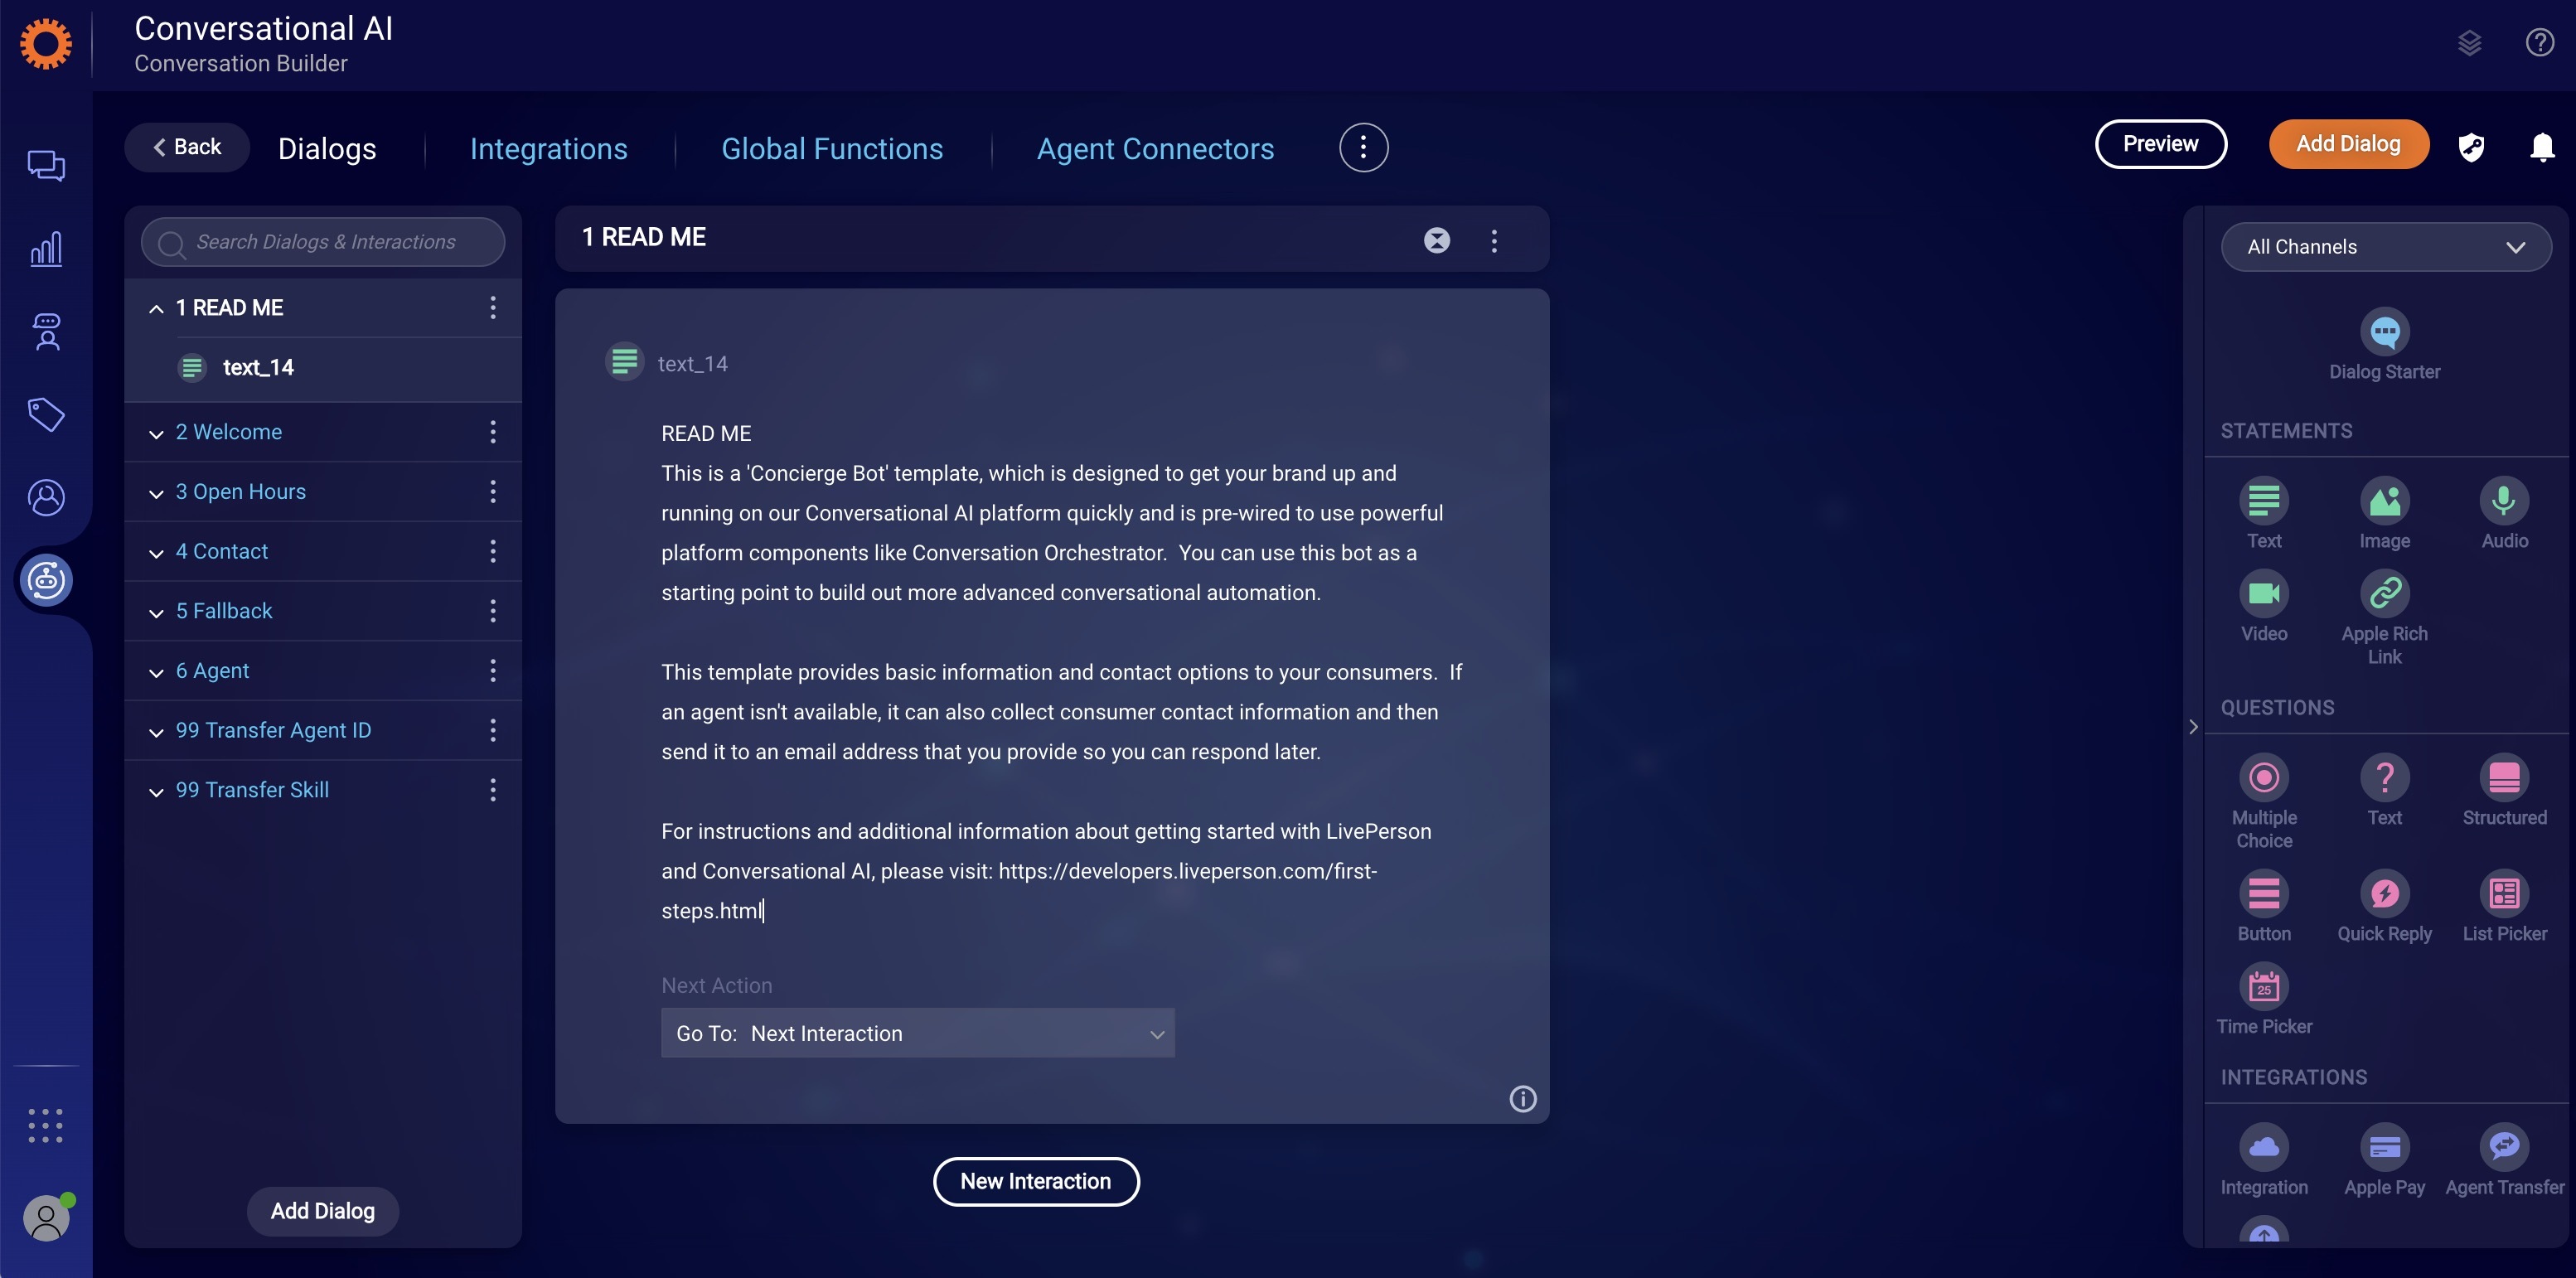 Conversational AI
Conversation Builder
Back
Dialogs
Integrations
Global Functions
Agent Connectors
Preview
Add Dialog
Search Dialogs & Interactions
1 READ ME
text_14
2 Welcome
3 Open Hours
4 Contact
5 Fallback
6 Agent
99 Transfer Agent ID
99 Transfer Skill
Add Dialog
1 READ ME
text_14
READ ME
This is a 'Concierge Bot' template, which is designed to get your brand up and
running on our Conversational AI platform quickly and is pre-wired to use powerful
platform components like Conversation Orchestrator.  You can use this bot as a
starting point to build out more advanced conversational automation.
This template provides basic information and contact options to your consumers.  If
an agent isn't available, it can also collect consumer contact information and then
send it to an email address that you provide so you can respond later.
For instructions and additional information about getting started with LivePerson
and Conversational AI, please visit: https://developers.liveperson.com/first-
steps.html
Next Action
Go To: Next Interaction
New Interaction
All Channels
Dialog Starter
STATEMENTS
Text
Image
Audio
Video
Apple Rich
Link
QUESTIONS
Multiple
Choice
Text
Structured
Button
Quick Reply
List Picker
25
Time Picker
INTEGRATIONS
Integration
Apple Pay
Agent Transfer